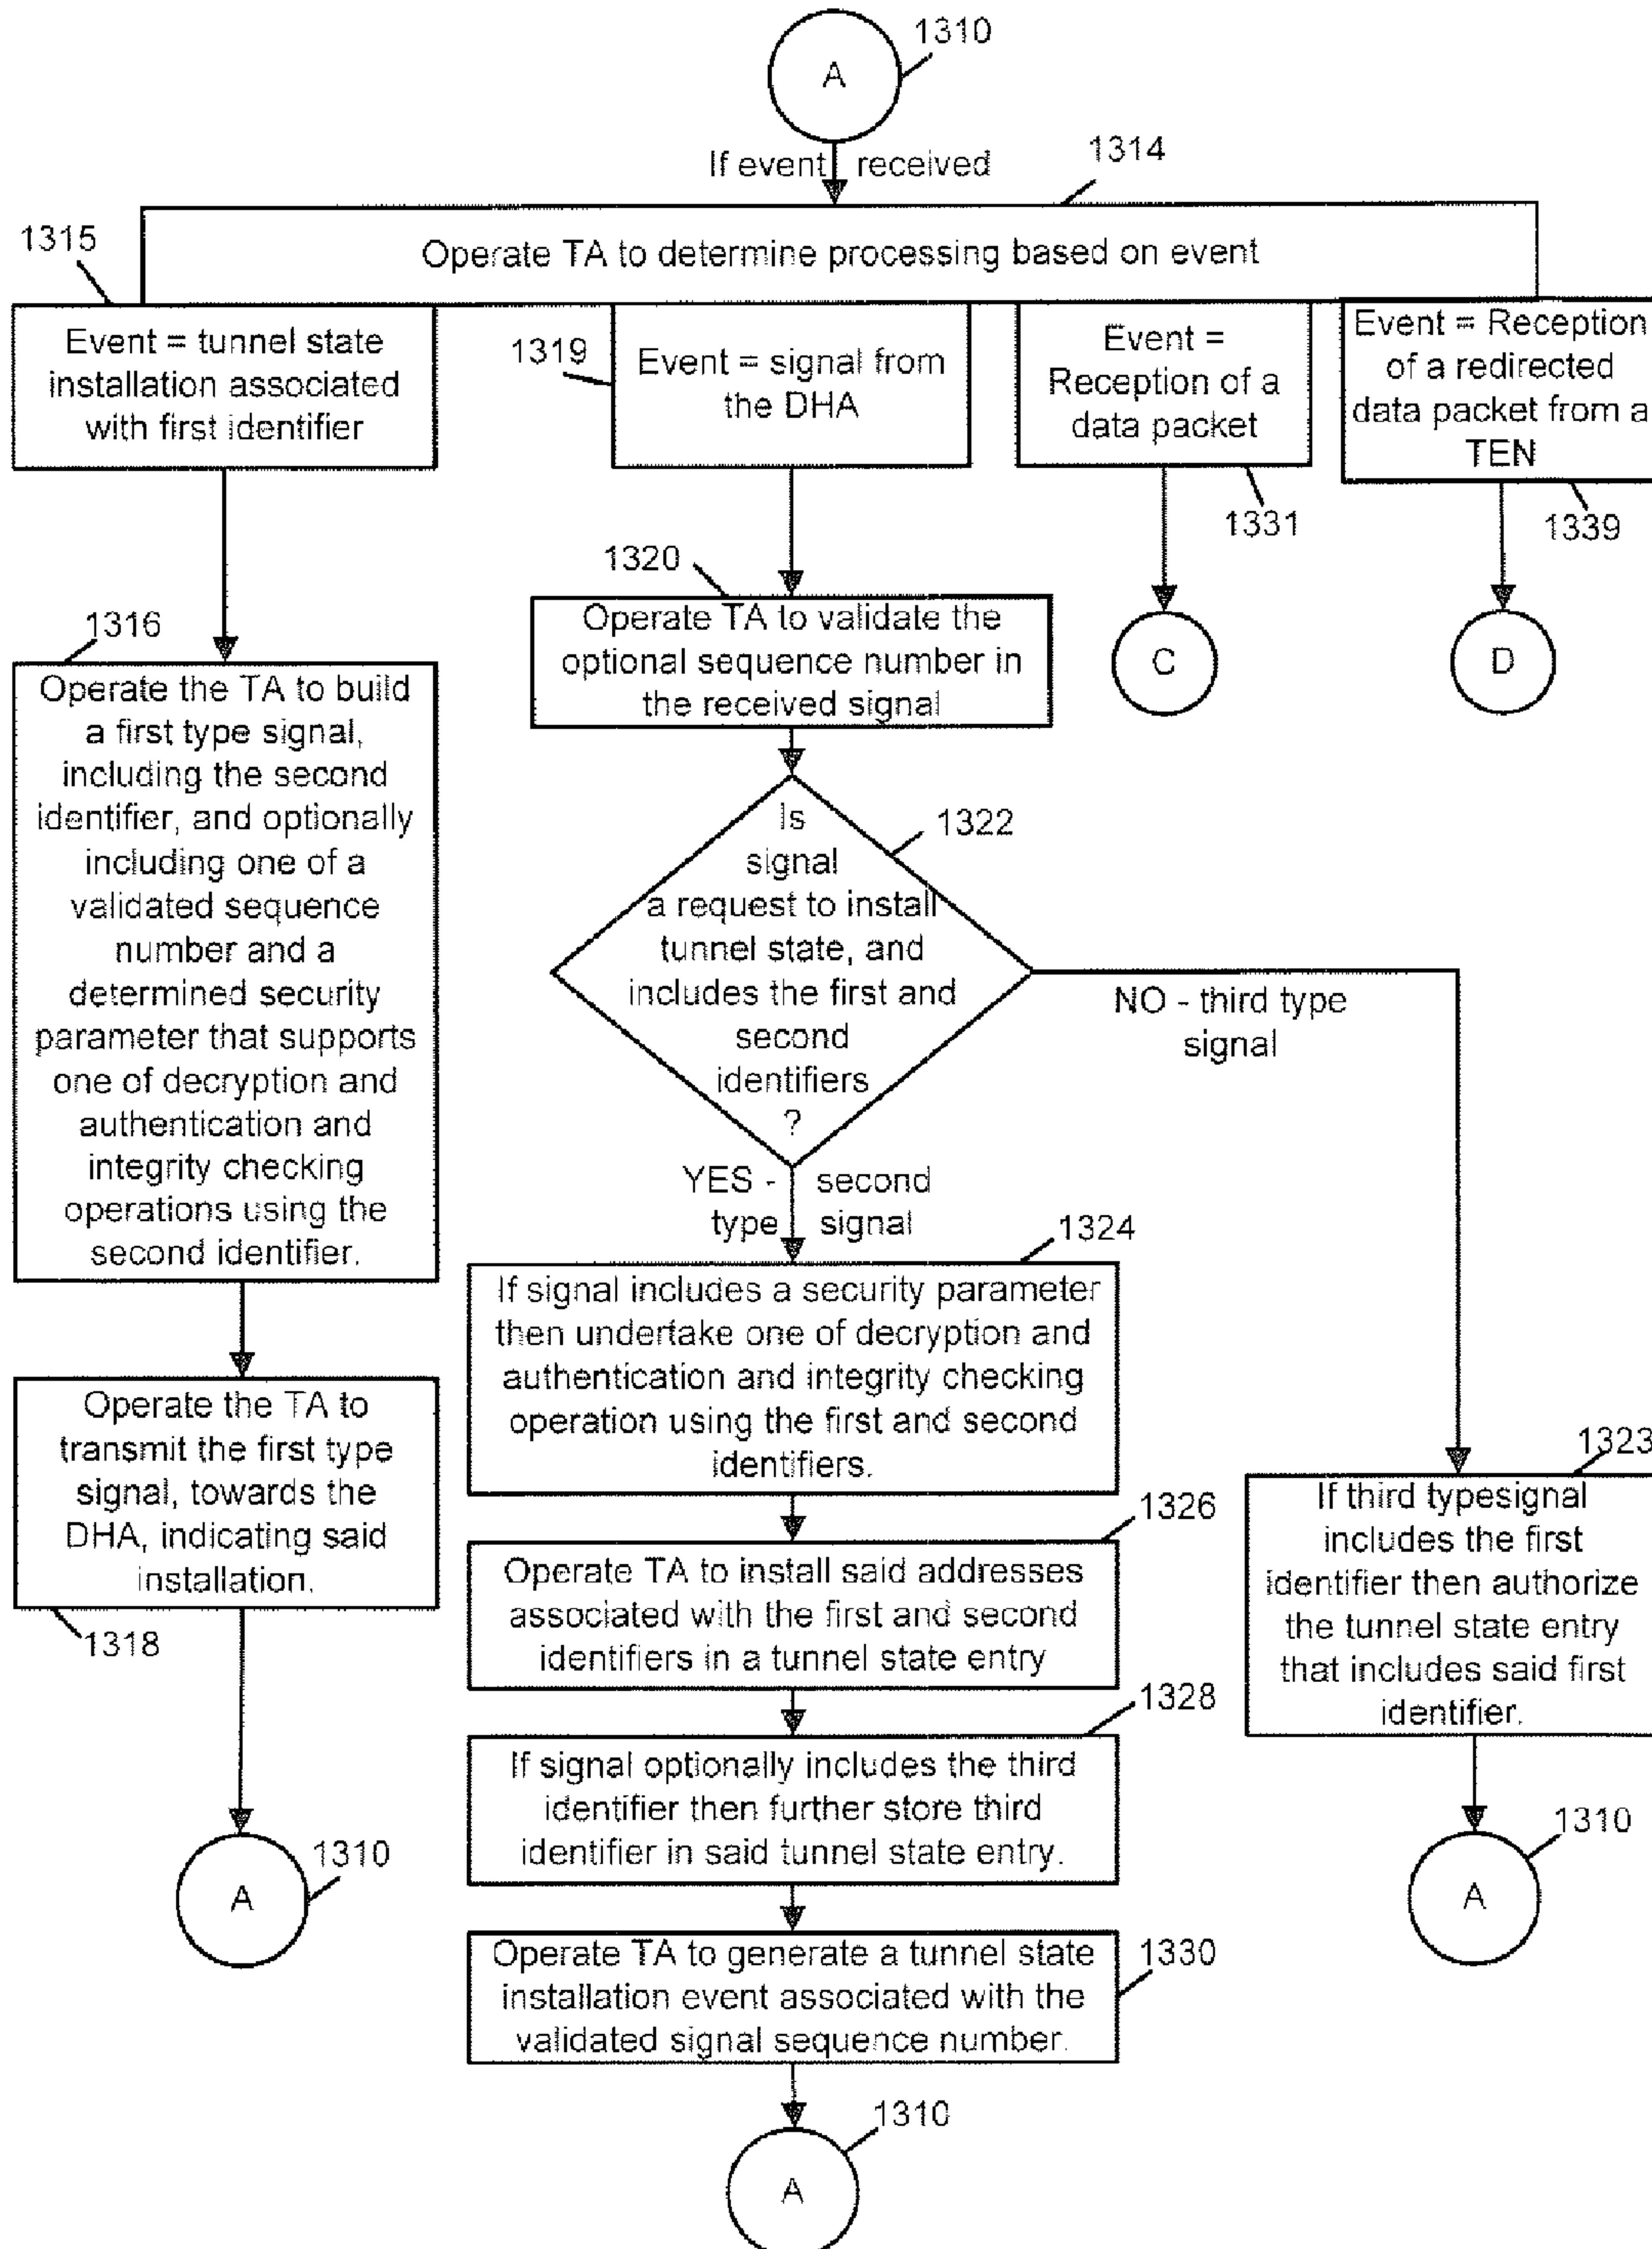 1310
A
If event received
1314
Operate TA to determine processing based on event
1315
Event = tunnel state
installation associated
with first identifier
1319
Event = signal from
the DHA
Event =
Reception of a
data packet
1331
Event = Reception
of a redirected
data packet from a
TEN
1339
1316
Operate the TA to build
a first type signal,
including the second
identifier, and optionally
including one of a
validated sequence
number and a
determined security
parameter that supports
one of decryption and
authentication and
integrity checking
operations using the
second identifier.
1320
Operate TA to validate the
optional sequence number in
the received signal
C
D
Is
signal
a request to install
tunnel state, and
includes the first and
second
identifiers
?
1322
NO - third type
signal
YES - second
type signal
1324
If signal includes a security parameter
then undertake one of decryption and
authentication and integrity checking
operation using the first and second
identifiers.
Operate the TA to
transmit the first type
signal, towards the
DHA, indicating said
installation.
1318
1326
Operate TA to install said addresses
associated with the first and second
identifiers in a tunnel state entry
1323
If third typesignal
includes the first
identifier then authorize
the tunnel state entry
that includes said first
identifier.
1328
If signal optionally includes the third
identifier then further store third
identifier in said tunnel state entry.
1310
A
1310
A
1330
Operate TA to generate a tunnel state
installation event associated with the
validated signal sequence number.
1310
A